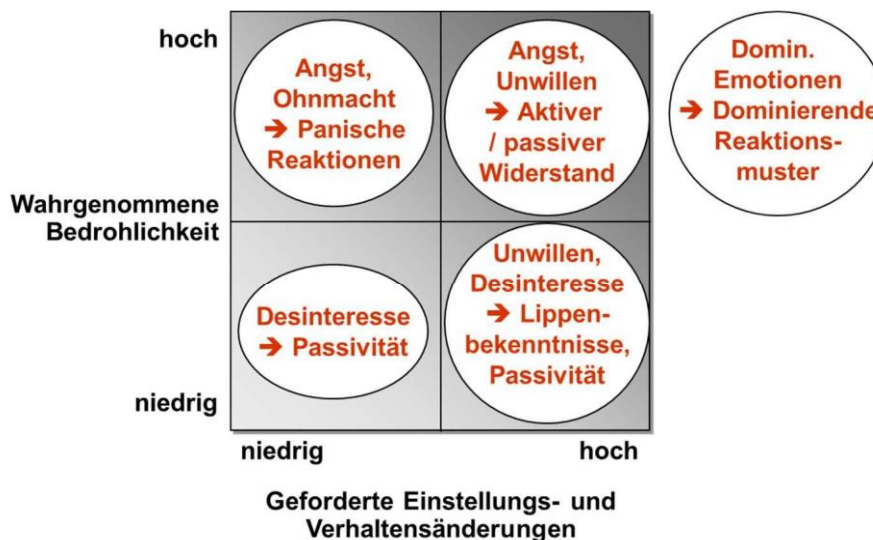 hoch
Angst,
Ohnmacht
➔ Panische
Reaktionen
Angst,
Unwillen
➔ Aktiver
/ passiver
Widerstand
Domin.
Emotionen
➔ Dominierende
Reaktions-
muster
Wahrgenommene
Bedrohlichkeit
Desinteresse
➔ Passivität
Unwillen,
Desinteresse
➔ Lippen-
bekenntnisse,
Passivität
niedrig
niedrig
hoch
Geforderte Einstellungs- und
Verhaltensänderungen